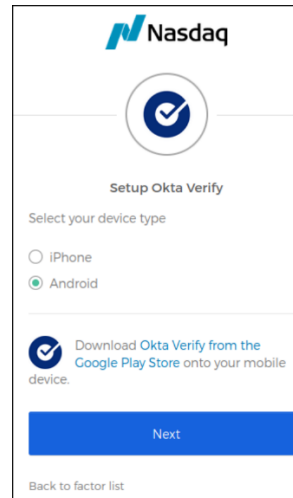 Nasdaq
Setup Okta Verify
Select your device type
iPhone
Android
Download Okta Verify from the
Google Play Store onto your mobile
device.
Next
Back to factor list